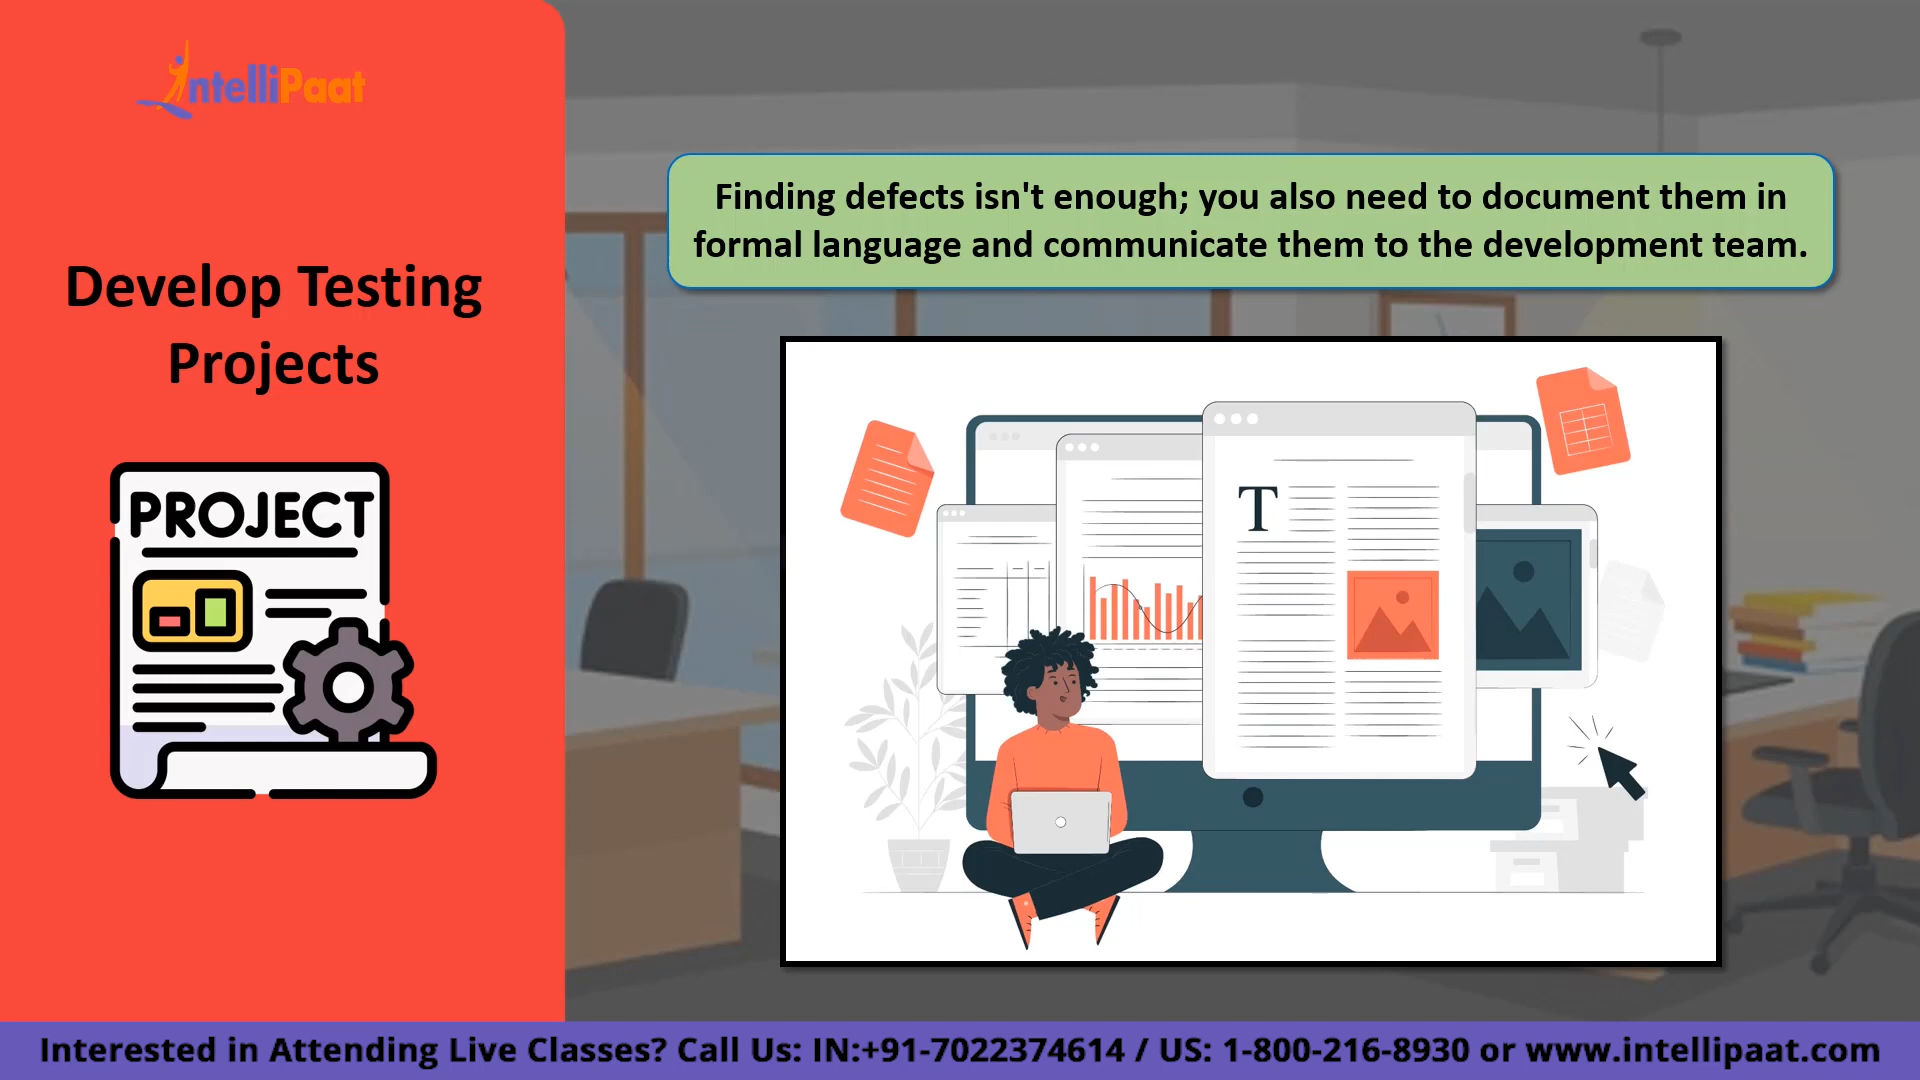 IntelliPaat
Develop Testing
Projects
PROJECT
Finding defects isn't enough; you also need to document them in
formal language and communicate them to the development team.
T
Interested in Attending Live Classes? Call Us: IN:+91-7022374614 / US: 1-800-216-8930 or www.intellipaat.com